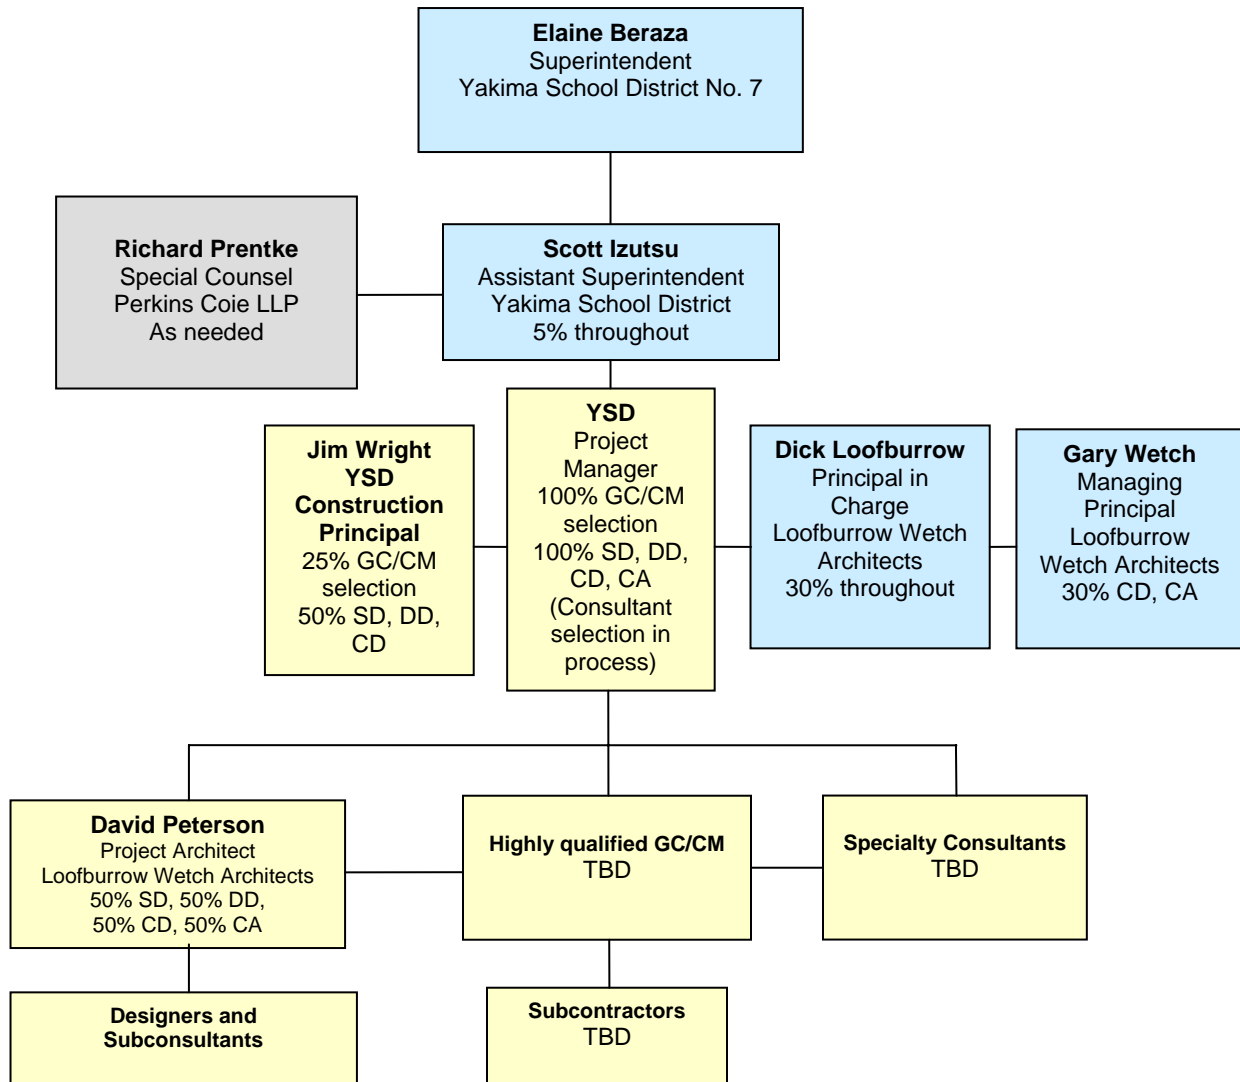 Elaine Beraza
Superintendent
Yakima School District No. 7
Richard Prentke
Special Counsel
Perkins Coie LLP
As needed
Scott Izutsu
Assistant Superintendent
Yakima School District
5% throughout
Jim Wright
YSD
Construction
Principal
25% GC/CM
selection
50% SD, DD,
CD
YSD
Project
Manager
100% GC/CM
selection
100% SD, DD,
CD, CA
(Consultant
selection in
process)
Dick Loofburrow
Principal in
Charge
Loofburrow Wetch
Architects
30% throughout
Gary Wetch
Managing
Principal
Loofburrow
Wetch Architects
30% CD, CA
David Peterson
Project Architect
Loofburrow Wetch Architects
50% SD, 50% DD,
50% CD, 50% CA
Highly qualified GC/CM
TBD
Specialty Consultants
TBD
Designers and
Subconsultants
Subcontractors
TBD